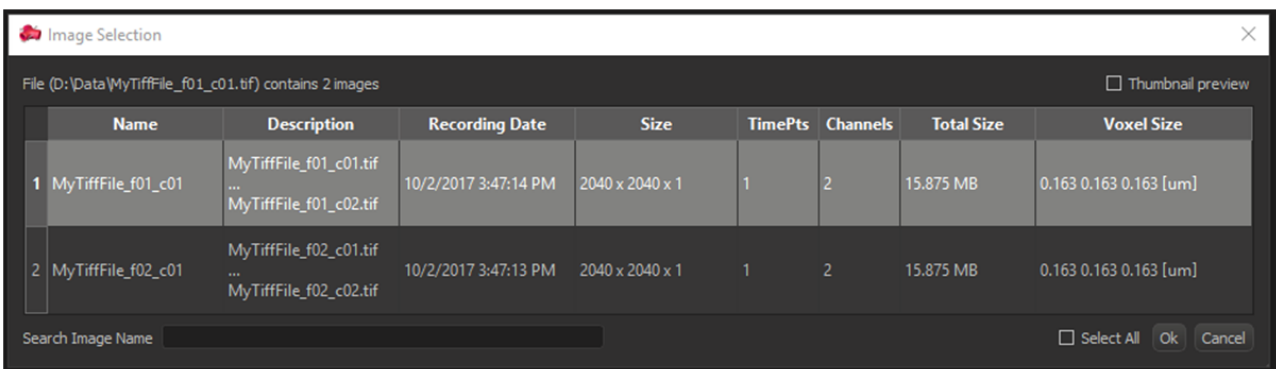 Image Selection
File (D:\Data\MyTiffFile_f01_c01.tif) contains 2 images
Thumbnail preview
Name Description Recording Date Size TimePts Channels Total Size Voxel Size
MyTiffFile_f01_c01.tif
1 MyTiffFile_f01_c01 ... 10/2/2017 3:47:14 PM 2040 x 2040 x 1 1 2 15.875 MB 0.163 0.163 0.163 [um]
MyTiffFile_f01_c02.tif
MyTiffFile_f02_c01.tif
2 MyTiffFile_f02_c01 ... 10/2/2017 3:47:13 PM 2040 x 2040 x 1 1 2 15.875 MB 0.163 0.163 0.163 [um]
MyTiffFile_f02_c02.tif
Search Image Name
Select All Ok Cancel